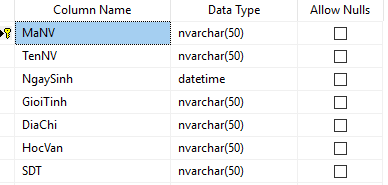 Column Name Data Type Allow Nulls
MaNV nvarchar(50)
TenNV nvarchar(50)
NgaySinh datetime
GioiTinh nvarchar(50)
DiaChi nvarchar(50)
HocVan nvarchar(50)
SDT nvarchar(50)